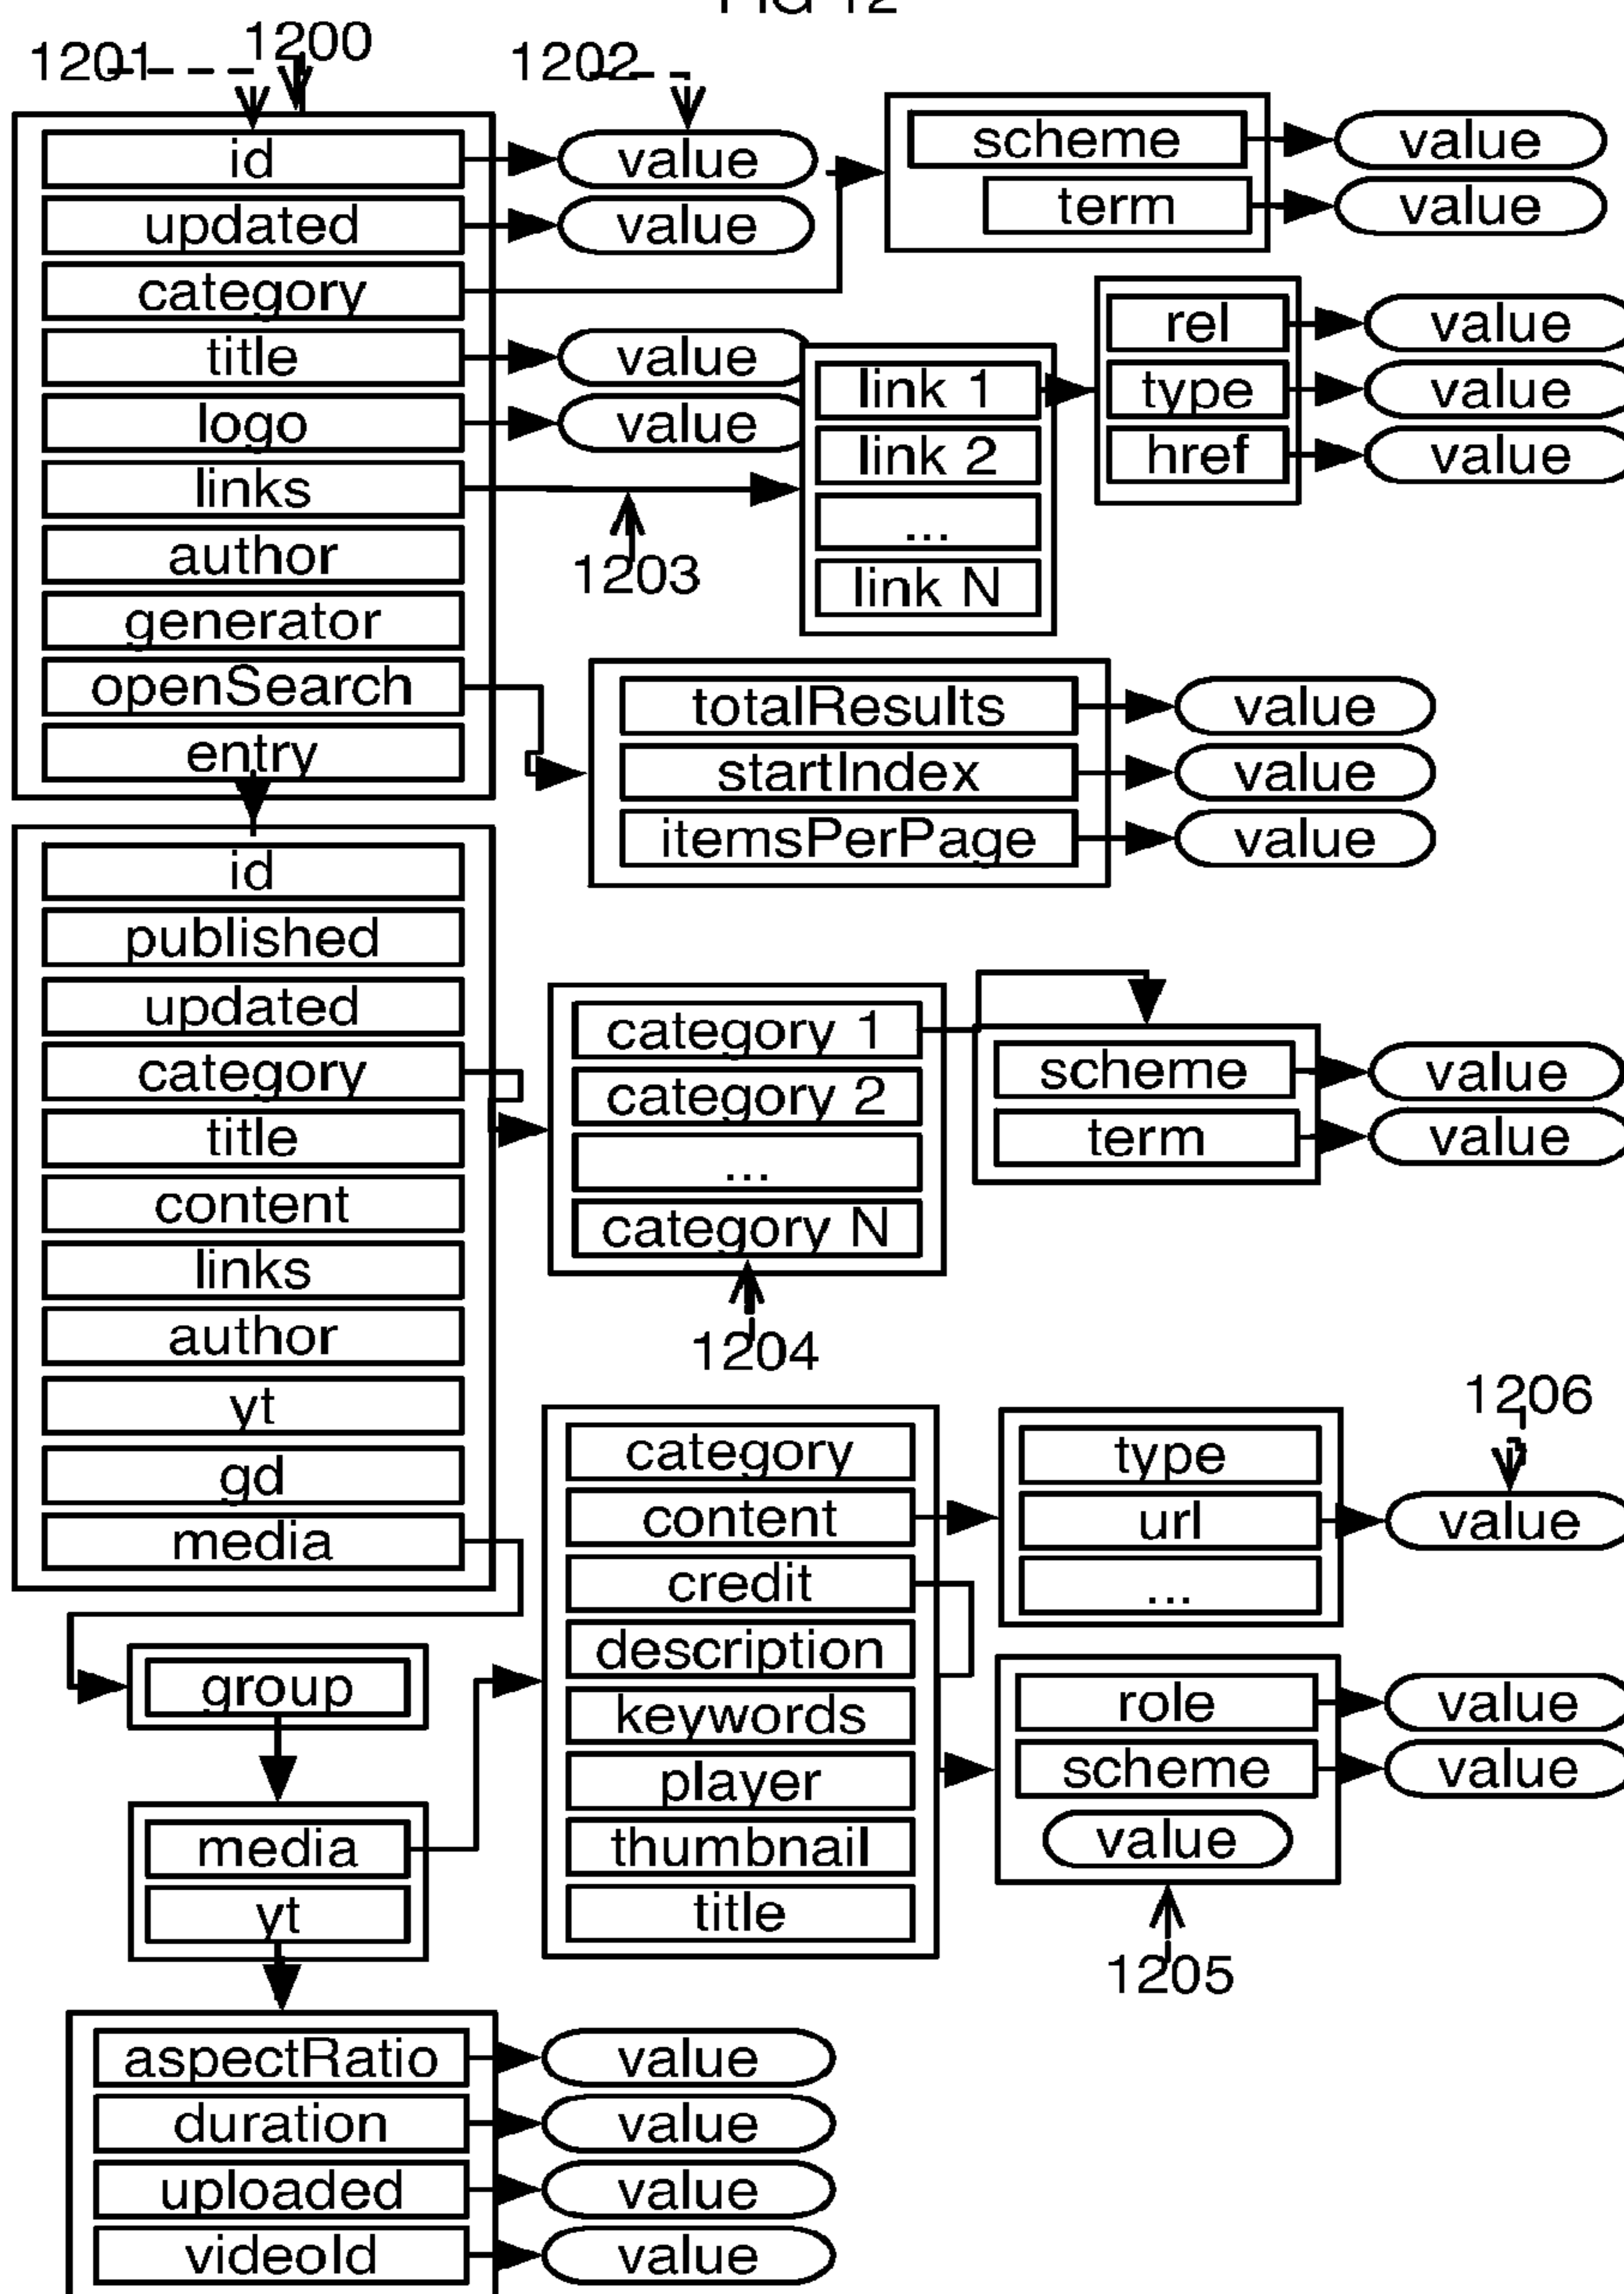 FIG 12
1201
1200
1202
id
value
updated
value
category
title
value
logo
value
links
author
generator
openSearch
entry
scheme
value
term
value
link 1
link 2
...
link N
rel
value
type
value
href
value
1203
totalResults
value
startIndex
value
itemsPerPage
value
id
published
updated
category
title
content
links
author
yt
gd
media
category 1
category 2
...
category N
1204
scheme
value
term
value
group
media
yt
category
content
credit
description
keywords
player
thumbnail
title
type
url
...
1206
value
role
value
scheme
value
value
1205
aspectRatio
value
duration
value
uploaded
value
videoId
value